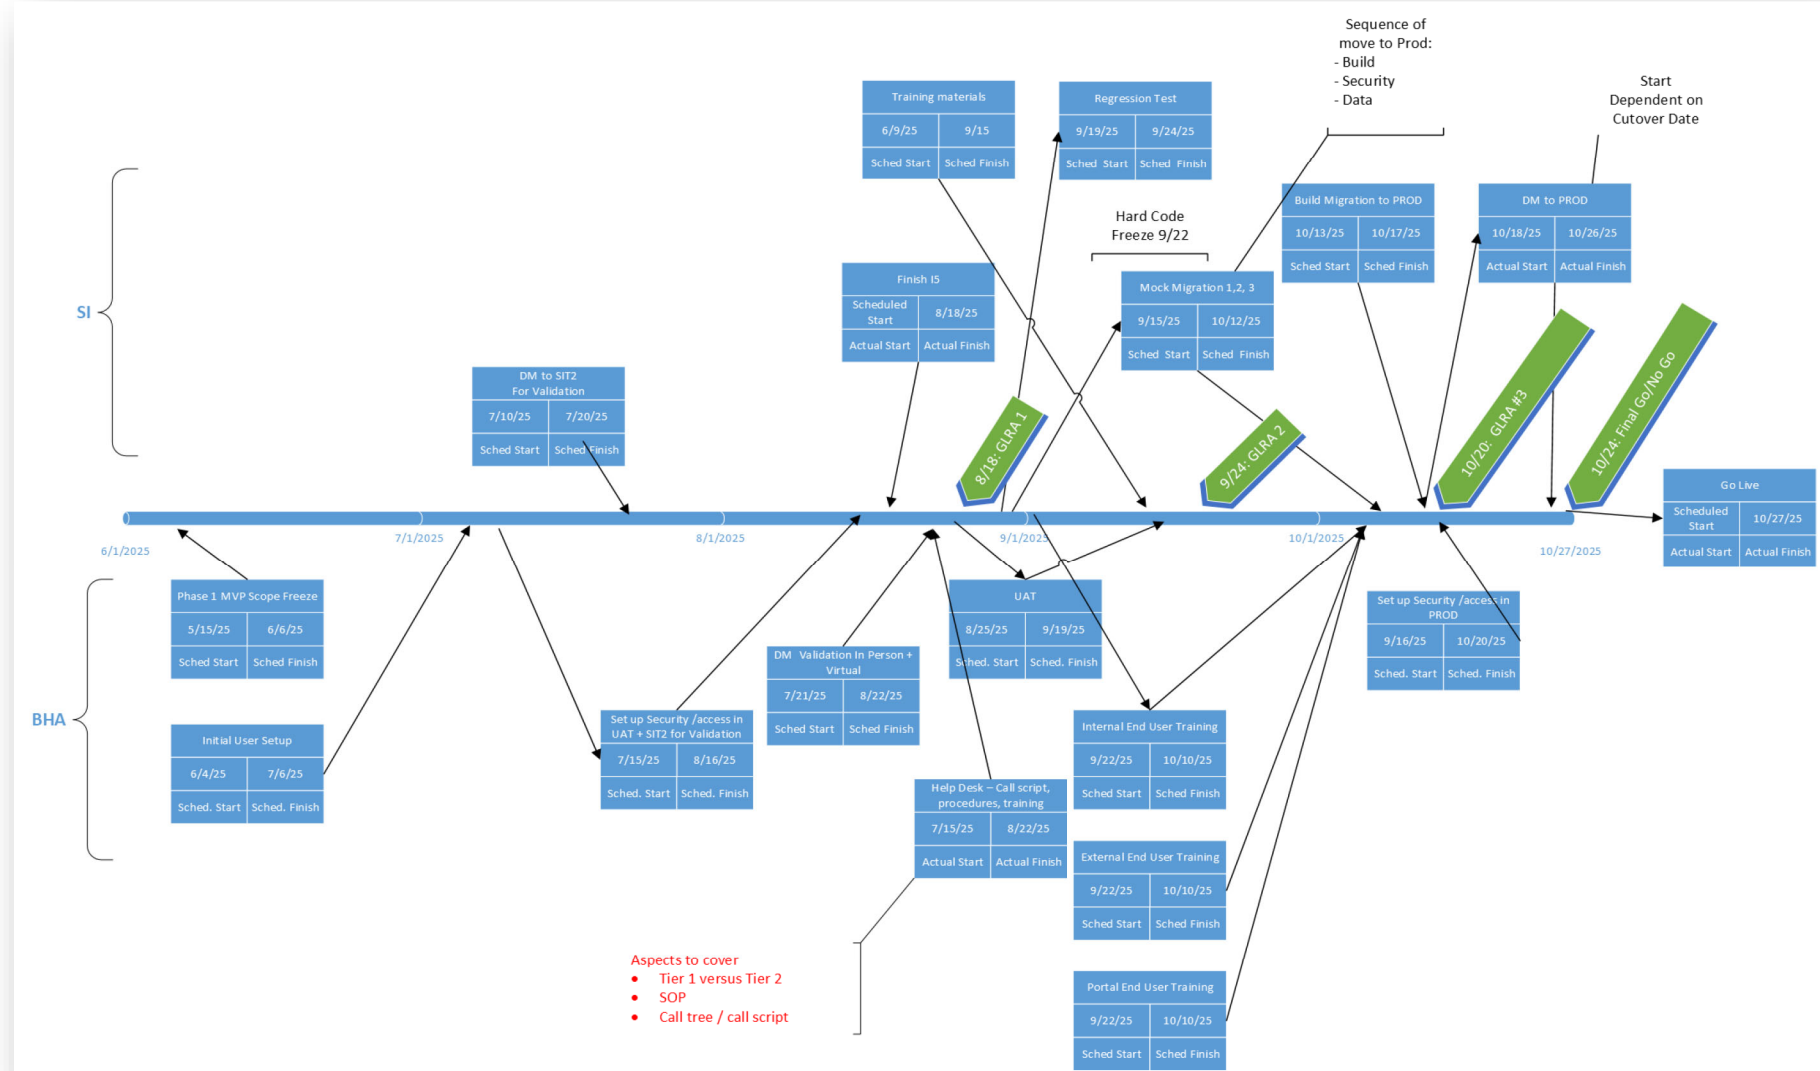 Sequence of
move to Prod:
- Build
- Security
- Data
Start
Dependent on
Cutover Date
Training materials
6/9/25 9/15
Sched Start Sched Finish
Regression Test
9/19/25 9/24/25
Sched Start Sched Finish
Hard Code
Freeze 9/22
Build Migration to PROD
10/13/25 10/17/25
Sched Start Sched Finish
DM to PROD
10/18/25 10/26/25
Actual Start Actual Finish
SI
Finish I5
Scheduled
Start
8/18/25
Actual Start Actual Finish
Mock Migration 1,2, 3
9/15/25 10/12/25
Sched Start Sched Finish
DM to SIT2
For Validation
7/10/25 7/20/25
Sched Start Sched Finish
8/18: GLRA 1
9/24: GLRA 2
10/20: GLRA #3
10/24: Final Go/No Go
Go Live
Scheduled
Start
10/27/25
Actual Start Actual Finish
6/1/2025
7/1/2025
8/1/2025
9/1/2025
10/1/2025
10/27/2025
BHA
Phase 1 MVP Scope Freeze
5/15/25 6/6/25
Sched Start Sched Finish
Initial User Setup
6/4/25 7/6/25
Sched. Start Sched. Finish
Set up Security /access in
UAT + SIT2 for Validation
7/15/25 8/16/25
Sched. Start Sched. Finish
DM Validation In Person +
Virtual
7/21/25 8/22/25
Sched Start Sched Finish
UAT
8/25/25 9/19/25
Sched. Start Sched. Finish
Set up Security /access in
PROD
9/16/25 10/20/25
Sched. Start Sched. Finish
Help Desk – Call script,
procedures, training
7/15/25 8/22/25
Actual Start Actual Finish
Internal End User Training
9/22/25 10/10/25
Sched Start Sched Finish
External End User Training
9/22/25 10/10/25
Sched Start Sched Finish
Portal End User Training
9/22/25 10/10/25
Sched Start Sched Finish
Aspects to cover
• Tier 1 versus Tier 2
• SOP
• Call tree / call script